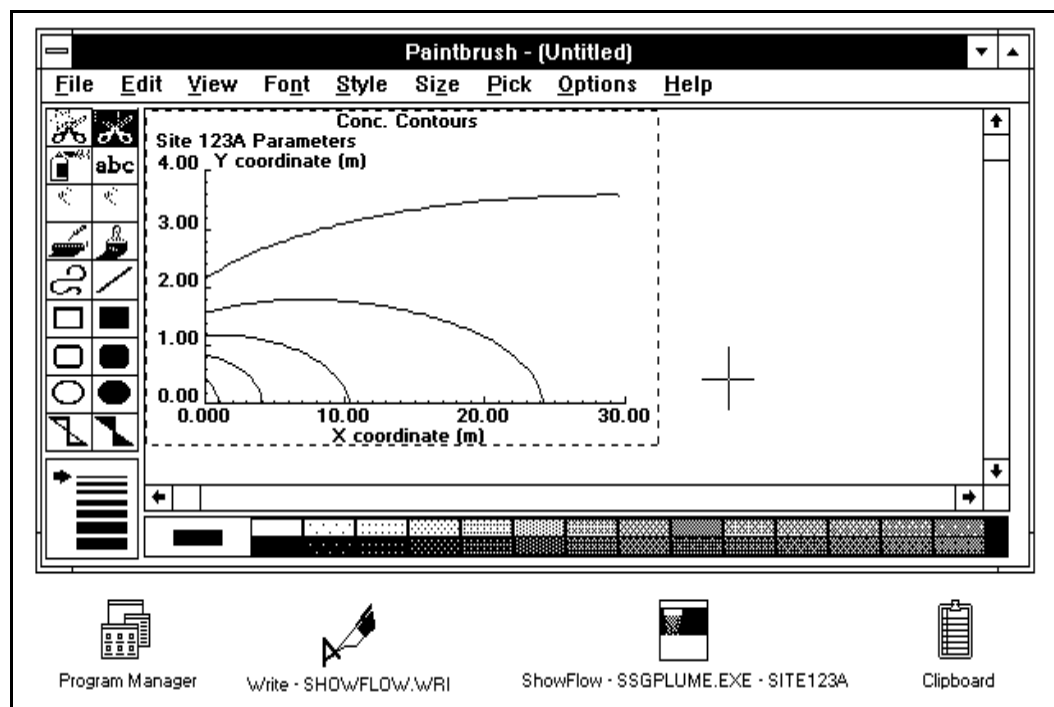 Paintbrush - (Untitled)
File Edit View Font Style Size Pick Options Help
abc
Conc. Contours
Site 123A Parameters
4.00 Y coordinate (m)
3.00
2.00
1.00
0.00
0.000 10.00 20.00 30.00
X coordinate (m)
Program Manager
Write - SHOWFLOW.WRI
ShowFlow - SSGPLUME.EXE - SITE123A
Clipboard